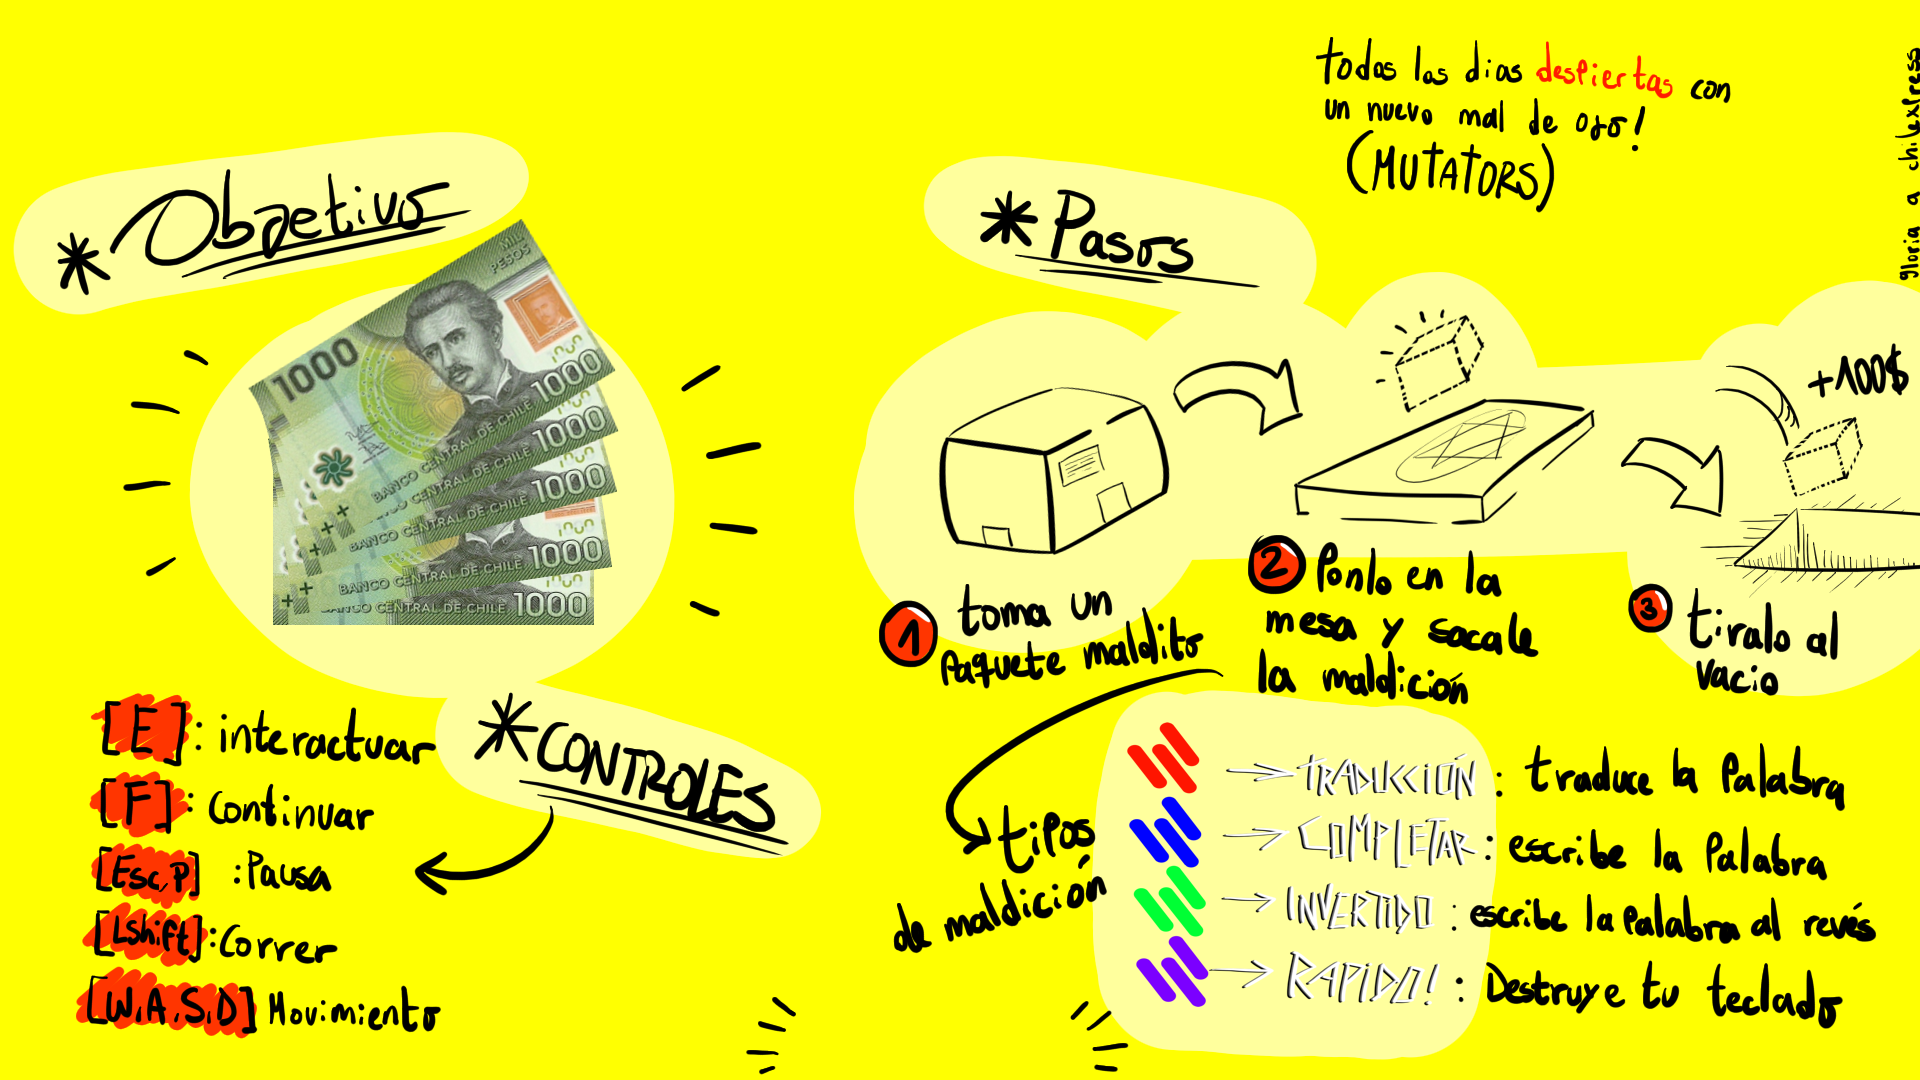 * Objetivo
MIL
PESOS
1000
1000
BANCO CENTRAL DE CHILE
1000
BANCO CENTRAL DE CHILE
1000
BANCO CENTRAL DE CHILE
1000
BANCO CENTRAL DE CHILE
1000
* CONTROLES
[E]: interactuar
[F]: Continuar
[Esc,P] :Pausa
[Lshift]:Correr
[W,A,S,D] Movimiento
todos los dias despiertas con
un nuevo mal de ojo!
(MUTATORS)
gloria a chilexpress
* Pasos
+100$
1 toma un
paquete maldito
2 Ponlo en la
mesa y sacale
la maldición
3 tiralo al
vacio
tipos
de maldición
TRADUCCIÓN : traduce la Palabra
COMPLETAR : escribe la Palabra
INVERTIDO : escribe la Palabra al revés
RAPIDO! : Destruye tu teclado